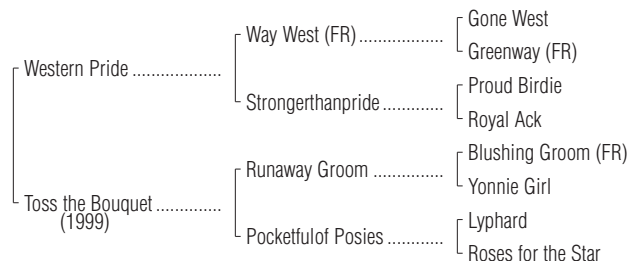 Gone West
Way West (FR)..................
Greenway (FR)
Western Pride ..................
Proud Birdie
Strongerthanpride.............
Royal Ack
Blushing Groom (FR)
Runaway Groom ...............
Yonnie Girl
Toss the Bouquet .............
(1999)
Lyphard
Pocketfulof Posies ............
Roses for the Star